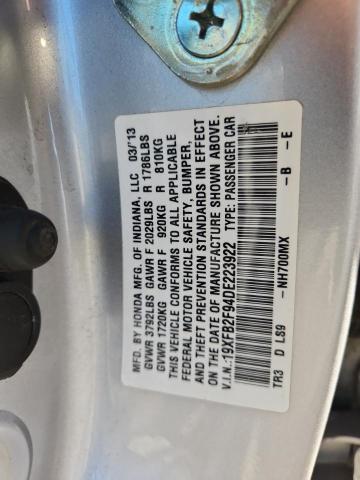 MFD. BY HONDA MFG. OF INDIANA, LLC 03/'13
GVWR 3792LBS GAWR F 2029LBS R 1786LBS
GVWR 1720KG GAWR F 920KG R 810KG
THIS VEHICLE CONFORMS TO ALL APPLICABLE
FEDERAL MOTOR VEHICLE SAFETY, BUMPER,
AND THEFT PREVENTION STANDARDS IN EFFECT
ON THE DATE OF MANUFACTURE SHOWN ABOVE.
V.I.N.:19XFB2F94DE223922 TYPE: PASSENGER CAR
TR3 D L89 -NH700MX -B -E